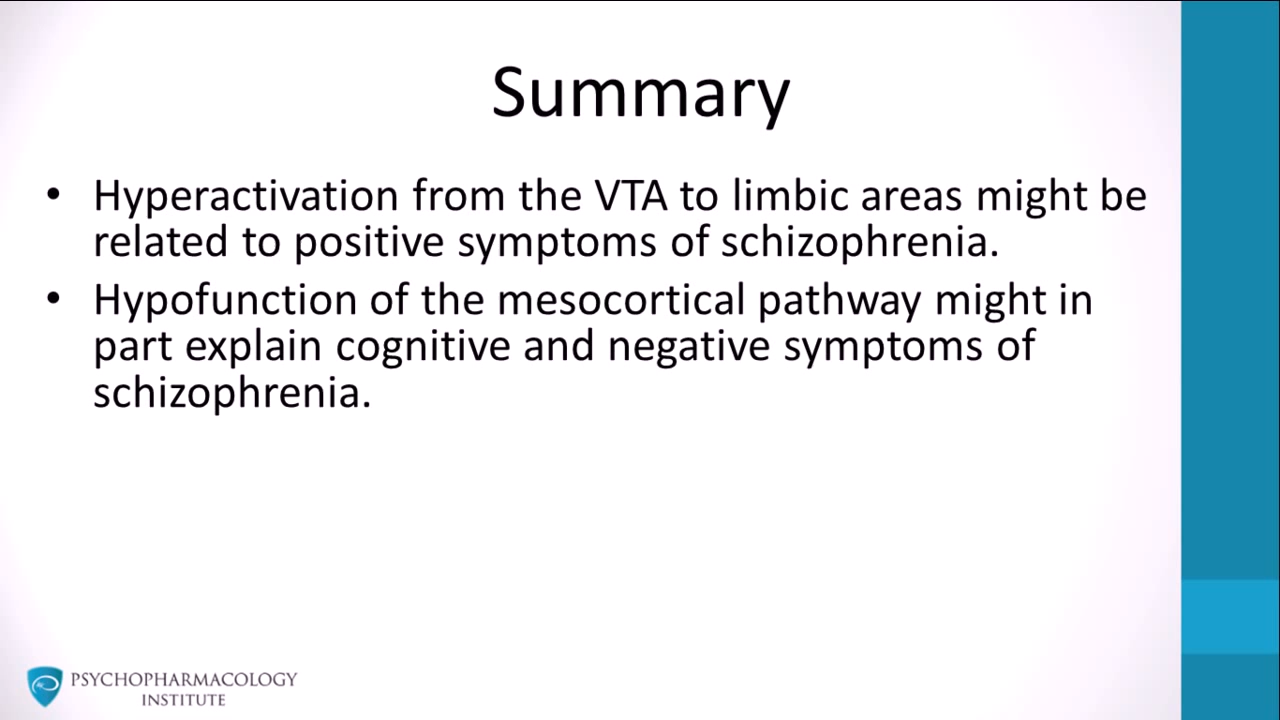 Summary
• Hyperactivation from the VTA to limbic areas might be
related to positive symptoms of schizophrenia.
• Hypofunction of the mesocortical pathway might in
part explain cognitive and negative symptoms of
schizophrenia.
PSYCHOPHARMACOLOGY
INSTITUTE